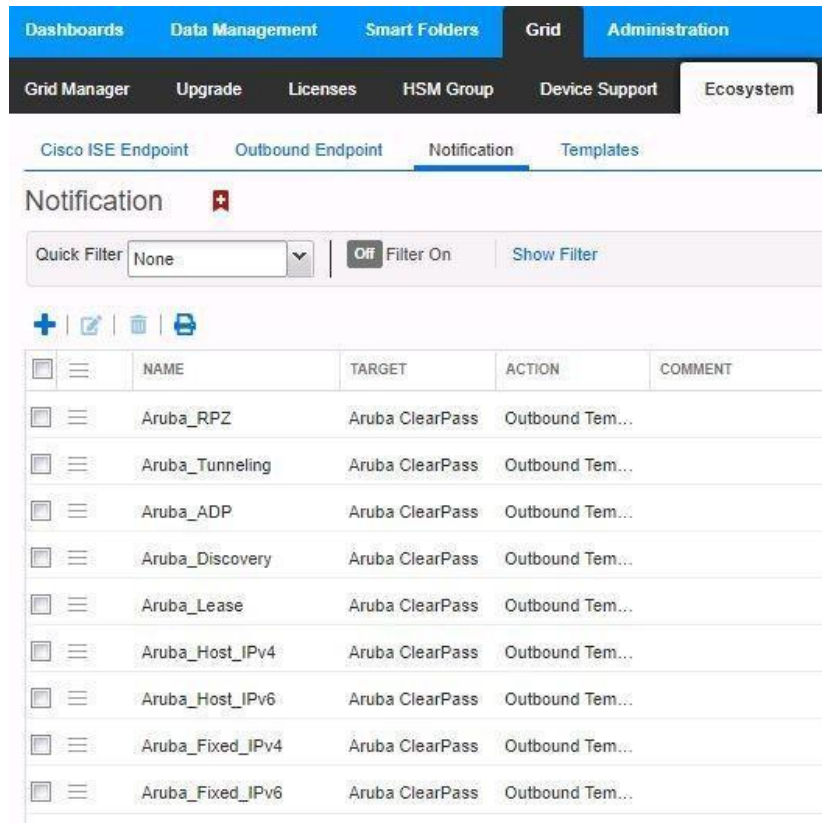 Dashboards Data Management Smart Folders Grid Administration
Grid Manager Upgrade Licenses HSM Group Device Support Ecosystem
Cisco ISE Endpoint Outbound Endpoint Notification Templates
Notification
Quick Filter None Off Filter On Show Filter
NAME TARGET ACTION COMMENT
Aruba_RPZ Aruba ClearPass Outbound Tem...
Aruba_Tunneling Aruba ClearPass Outbound Tem...
Aruba_ADP Aruba ClearPass Outbound Tem...
Aruba_Discovery Aruba ClearPass Outbound Tem...
Aruba_Lease Aruba ClearPass Outbound Tem...
Aruba_Host_IPv4 Aruba ClearPass Outbound Tem...
Aruba_Host_IPv6 Aruba ClearPass Outbound Tem...
Aruba_Fixed_IPv4 Aruba ClearPass Outbound Tem...
Aruba_Fixed_IPv6 Aruba ClearPass Outbound Tem...